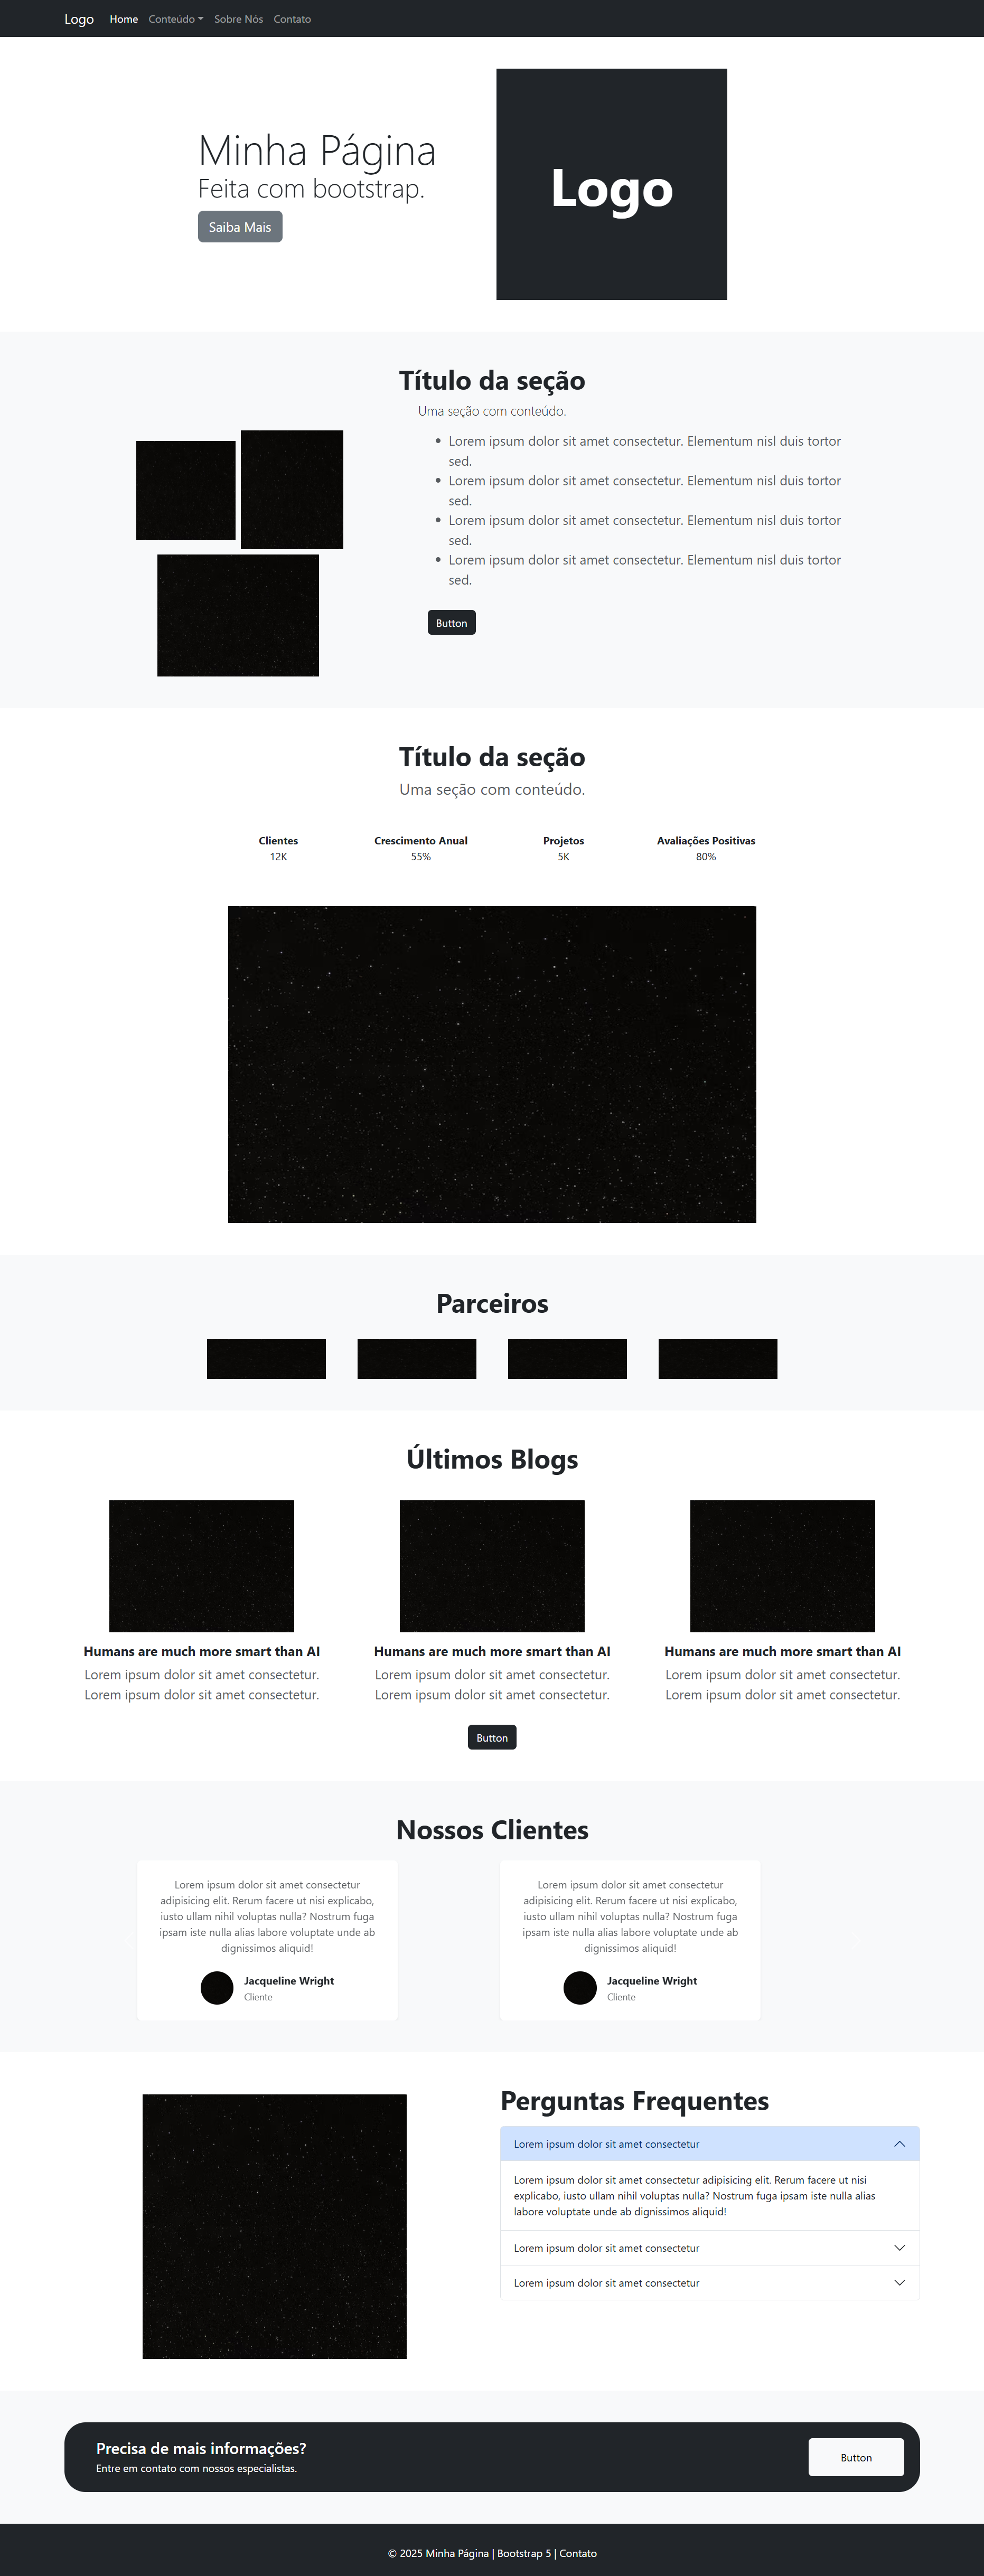 Logo Home Conteúdo Sobre Nós Contato
Minha Página
Feita com bootstrap.
Saiba Mais
Logo
Título da seção
Uma seção com conteúdo.
Lorem ipsum dolor sit amet consectetur. Elementum nisl duis tortor
sed.
Lorem ipsum dolor sit amet consectetur. Elementum nisl duis tortor
sed.
Lorem ipsum dolor sit amet consectetur. Elementum nisl duis tortor
sed.
Lorem ipsum dolor sit amet consectetur. Elementum nisl duis tortor
sed.
Button
Título da seção
Uma seção com conteúdo.
Clientes
12K
Crescimento Anual
55%
Projetos
5K
Avaliações Positivas
80%
Parceiros
Últimos Blogs
Humans are much more smart than AI
Lorem ipsum dolor sit amet consectetur.
Lorem ipsum dolor sit amet consectetur.
Humans are much more smart than AI
Lorem ipsum dolor sit amet consectetur.
Lorem ipsum dolor sit amet consectetur.
Humans are much more smart than AI
Lorem ipsum dolor sit amet consectetur.
Lorem ipsum dolor sit amet consectetur.
Button
Nossos Clientes
Lorem ipsum dolor sit amet consectetur
adipisicing elit. Rerum facere ut nisi explicabo,
iusto ullam nihil voluptas nulla? Nostrum fuga
ipsam iste nulla alias labore voluptate unde ab
dignissimos aliquid!
Jacqueline Wright
Cliente
Lorem ipsum dolor sit amet consectetur
adipisicing elit. Rerum facere ut nisi explicabo,
iusto ullam nihil voluptas nulla? Nostrum fuga
ipsam iste nulla alias labore voluptate unde ab
dignissimos aliquid!
Jacqueline Wright
Cliente
Perguntas Frequentes
Lorem ipsum dolor sit amet consectetur
Lorem ipsum dolor sit amet consectetur adipisicing elit. Rerum facere ut nisi
explicabo, iusto ullam nihil voluptas nulla? Nostrum fuga ipsam iste nulla alias
labore voluptate unde ab dignissimos aliquid!
Lorem ipsum dolor sit amet consectetur
Lorem ipsum dolor sit amet consectetur
Precisa de mais informações?
Entre em contato com nossos especialistas.
Button
© 2025 Minha Página | Bootstrap 5 | Contato